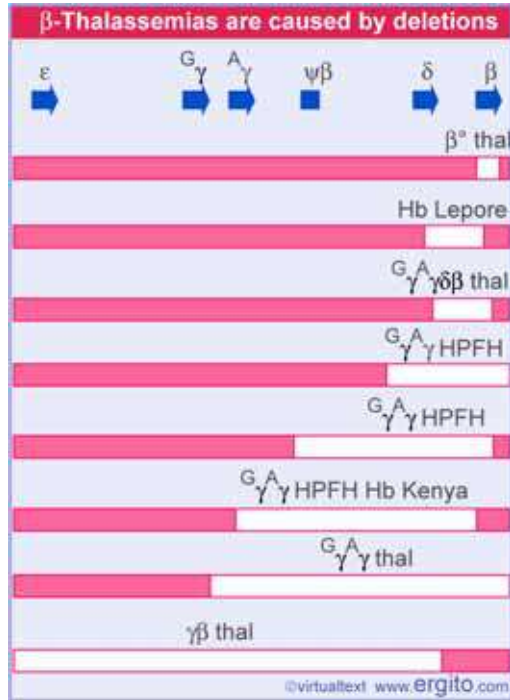 β-Thalassemias are caused by deletions
ε Gγ Aγ ψβ δ β
β° thal
Hb Lepore
GγAγδβ thal
GγAγ HPFH
GγAγ HPFH
GγAγ HPFH Hb Kenya
GγAγ thal
γβ thal
©virtualtext www.ergito.com